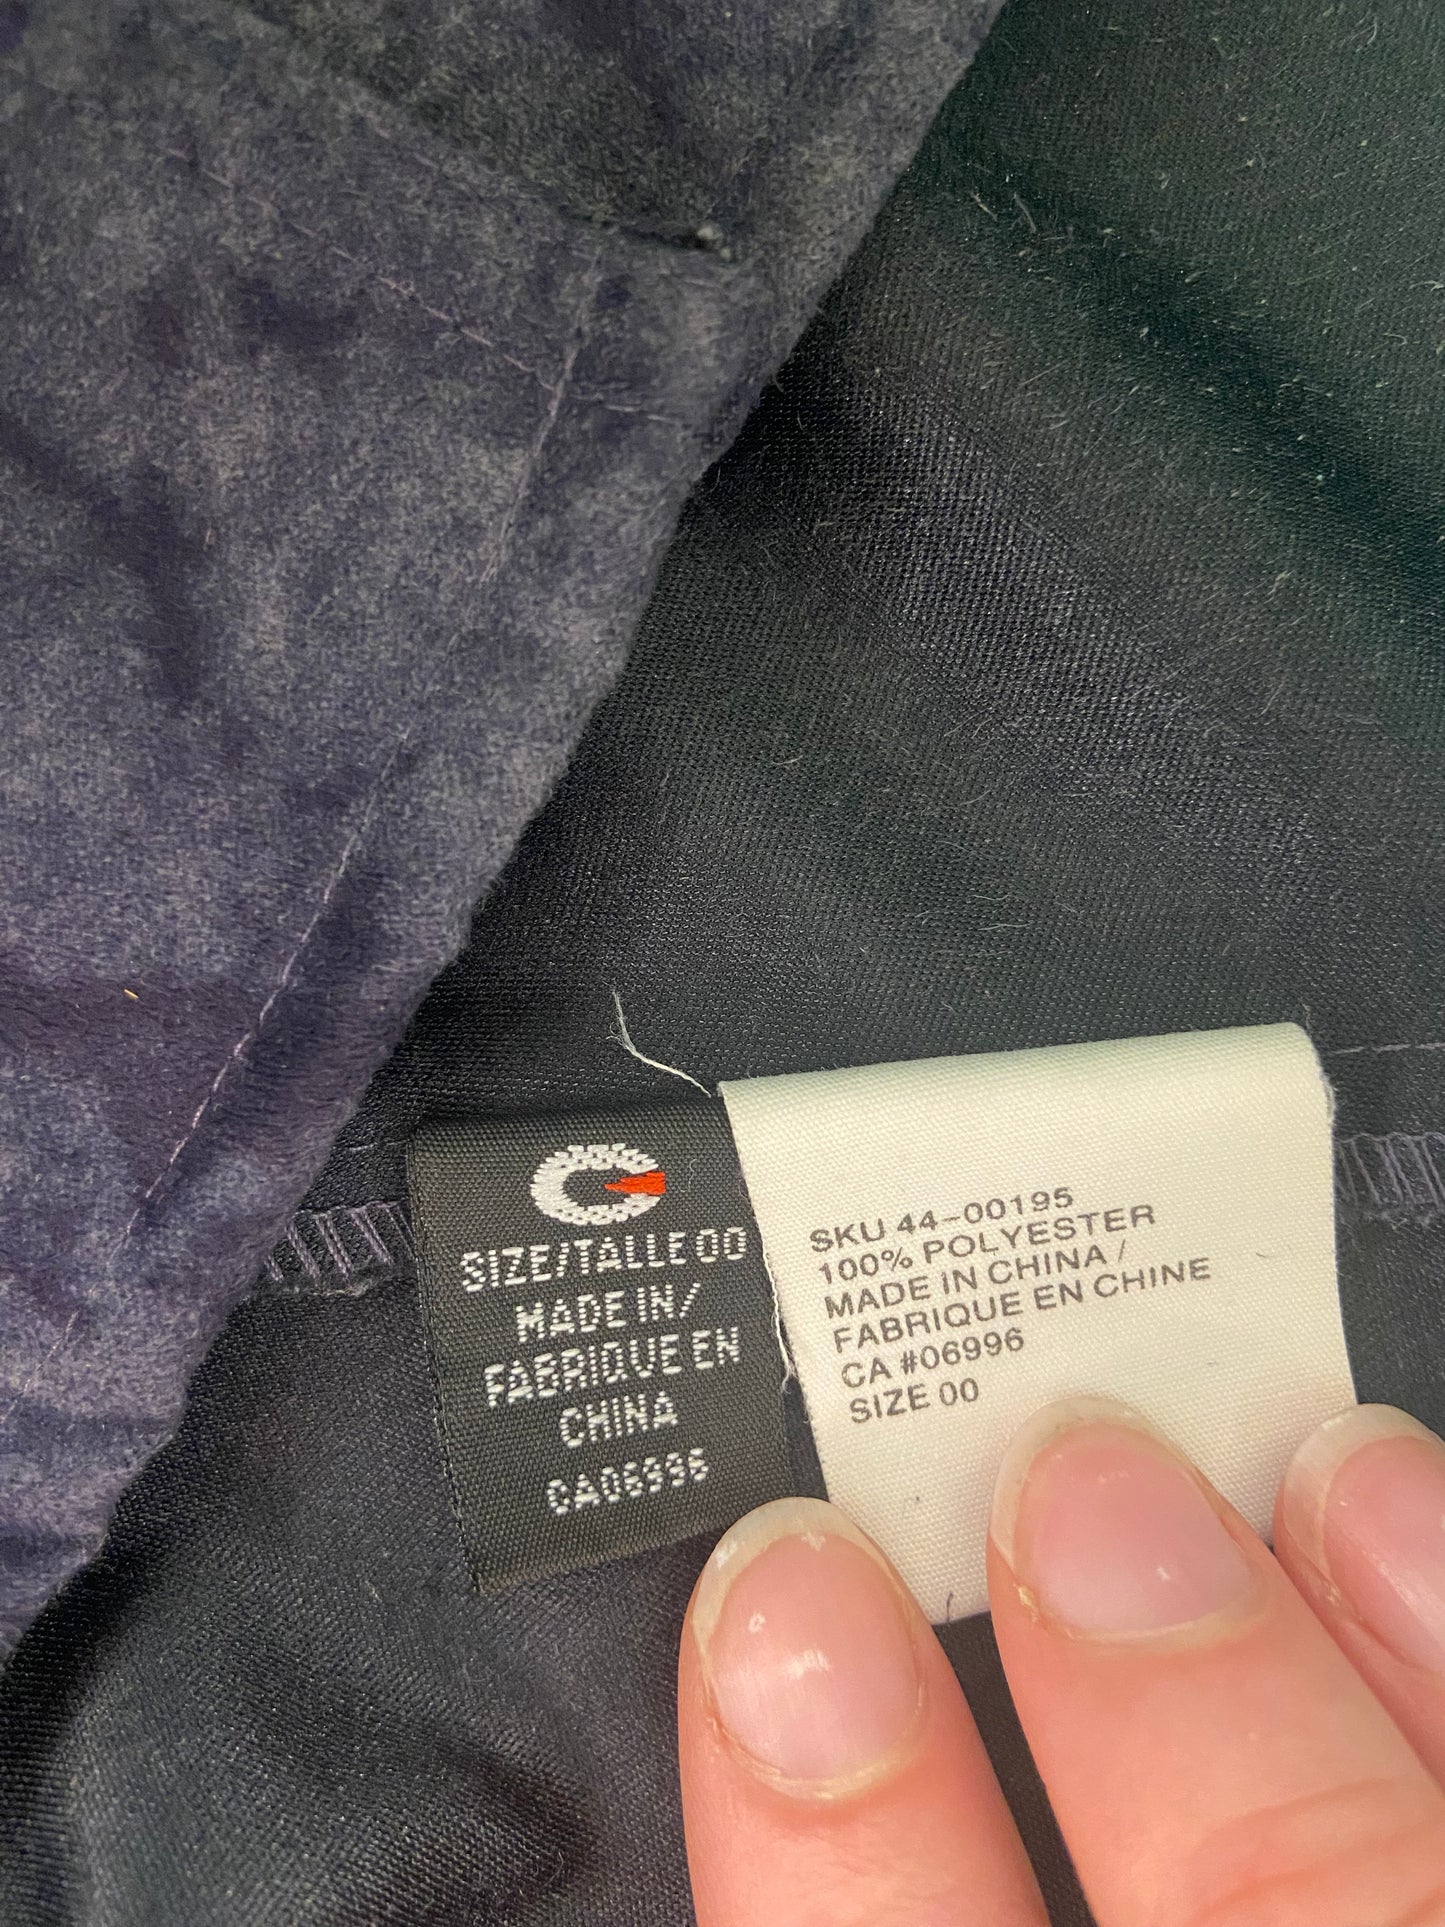 SIZE/TALLE 00
MADE IN/
FABRIQUE EN
CHINA
CA06996
SKU 44-00195
100% POLYESTER
MADE IN CHINA /
FABRIQUE EN CHINE
CA #06996
SIZE 00